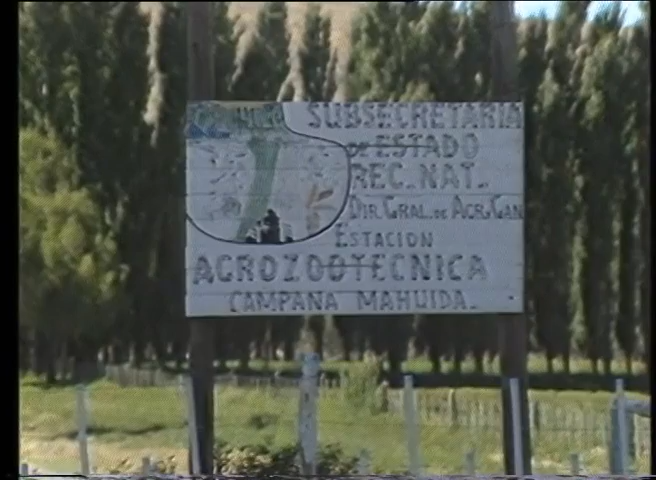 SUBSECRETARIA
DE ESTADO
REC. NAT.
DIR. GRAL. DE AGR. GAN
ESTACION
AGROZOOTECNICA
CAMPANA MAHUIDA